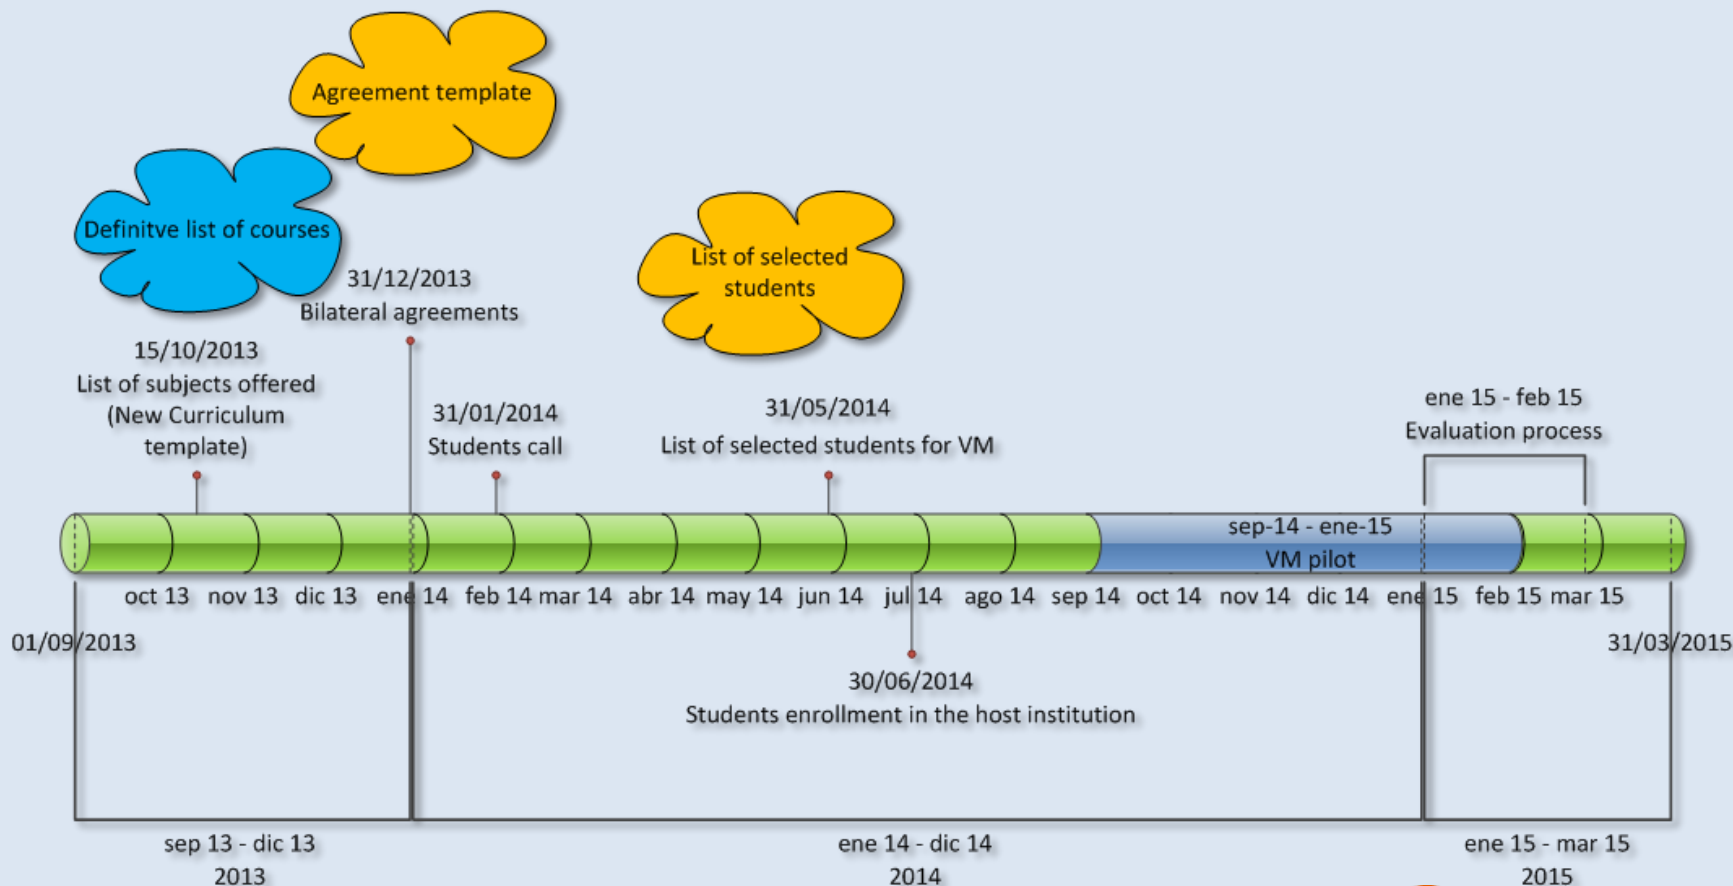 Agreement template
Definitve list of courses
List of selected
students
31/12/2013
Bilateral agreements
15/10/2013
List of subjects offered
(New Curriculum
template)
31/01/2014
Students call
31/05/2014
List of selected students for VM
ene 15 - feb 15
Evaluation process
sep-14 - ene-15
VM pilot
oct 13 nov 13 dic 13 ene 14 feb 14 mar 14 abr 14 may 14 jun 14 jul 14 ago 14 sep 14 oct 14 nov 14 dic 14 ene 15 feb 15 mar 15
01/09/2013
31/03/2015
30/06/2014
Students enrollment in the host institution
sep 13 - dic 13
2013
ene 14 - dic 14
2014
ene 15 - mar 15
2015